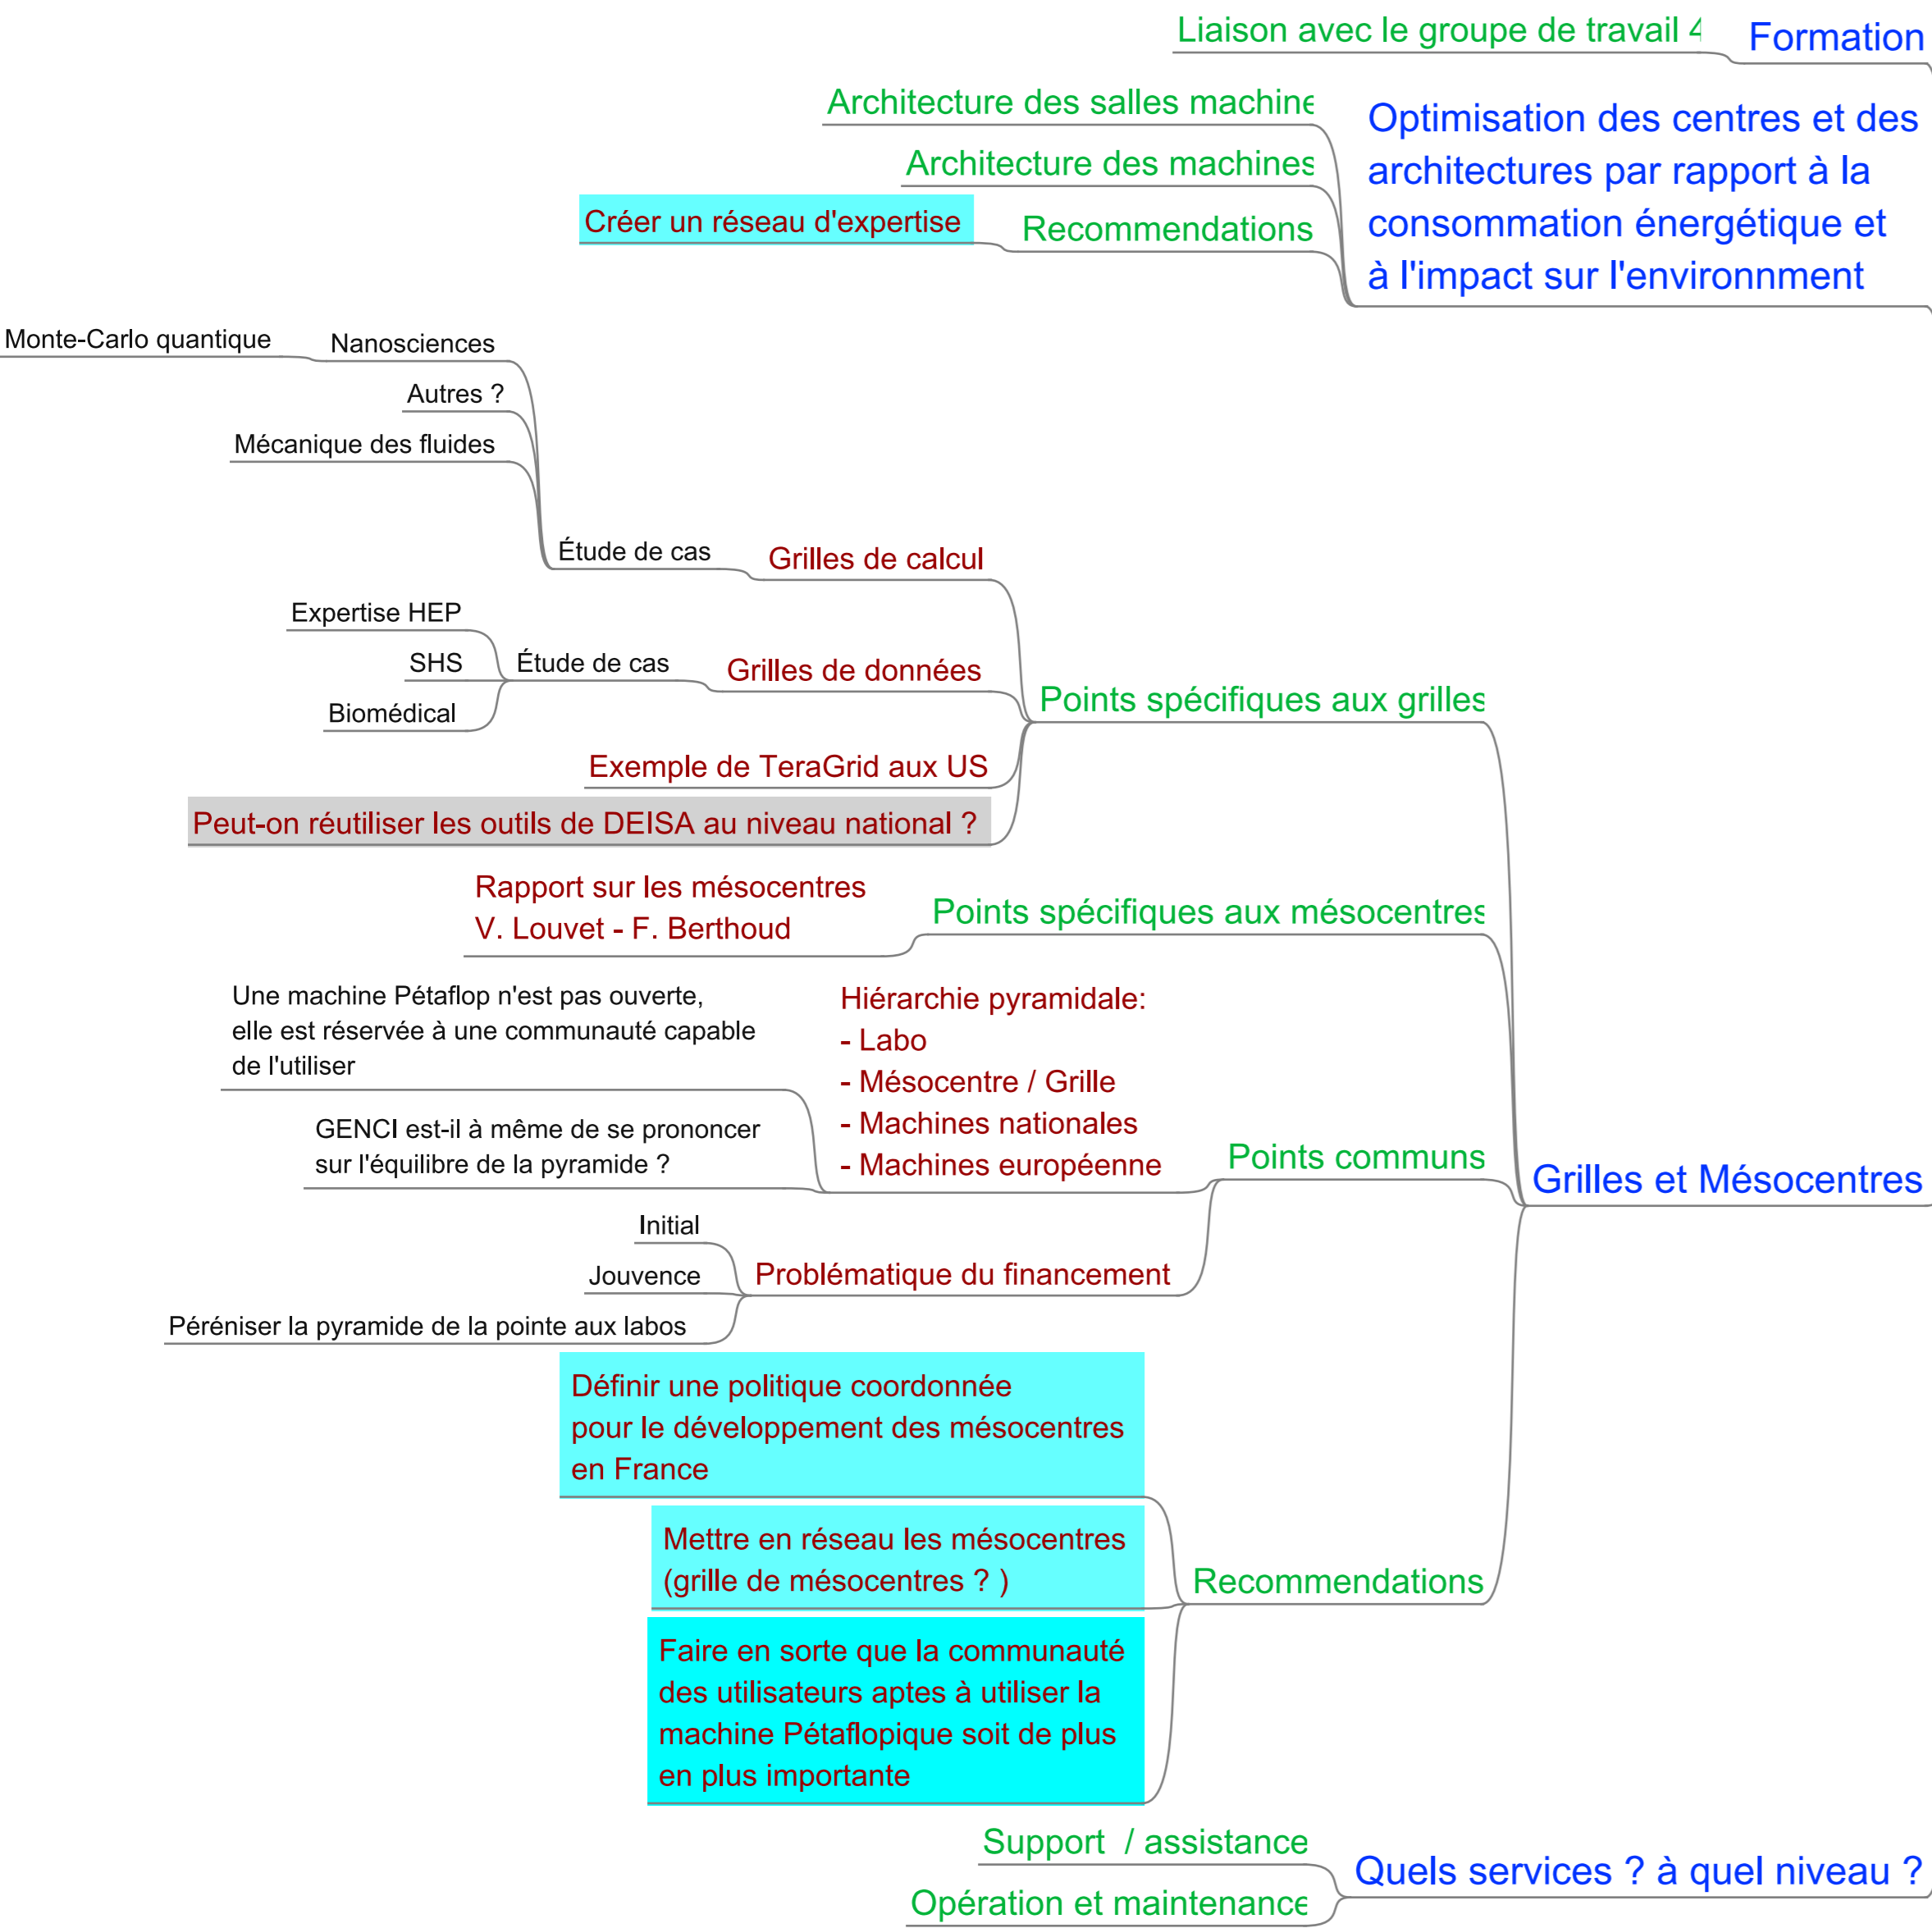 Liaison avec le groupe de travail 4
Formation
Architecture des salles machine
Architecture des machines
Créer un réseau d'expertise
Recommendations
Optimisation des centres et des
architectures par rapport à la
consommation énergétique et
à l'impact sur l'environnment
Monte-Carlo quantique
Nanosciences
Autres ?
Mécanique des fluides
Étude de cas
Grilles de calcul
Expertise HEP
SHS
Biomédical
Étude de cas
Grilles de données
Exemple de TeraGrid aux US
Peut-on réutiliser les outils de DEISA au niveau national ?
Points spécifiques aux grilles
Rapport sur les mésocentres
V. Louvet - F. Berthoud
Points spécifiques aux mésocentres
Une machine Pétaflop n'est pas ouverte,
elle est réservée à une communauté capable
de l'utiliser
GENCI est-il à même de se prononcer
sur l'équilibre de la pyramide ?
Hiérarchie pyramidale:
- Labo
- Mésocentre / Grille
- Machines nationales
- Machines européenne
Points communs
Initial
Jouvence
Péréniser la pyramide de la pointe aux labos
Problématique du financement
Grilles et Mésocentres
Définir une politique coordonnée
pour le développement des mésocentres
en France
Mettre en réseau les mésocentres
(grille de mésocentres ? )
Faire en sorte que la communauté
des utilisateurs aptes à utiliser la
machine Pétaflopique soit de plus
en plus importante
Recommendations
Support  / assistance
Opération et maintenance
Quels services ? à quel niveau ?